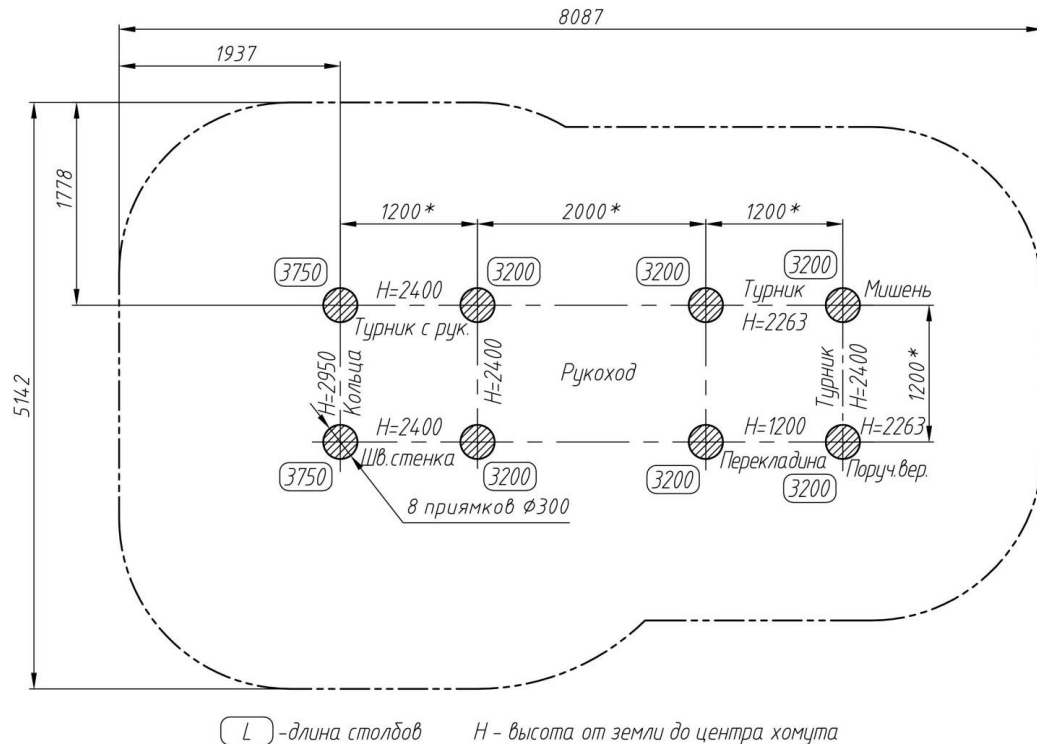 8087
1937
1778
1200*
2000*
1200*
3750
3200
3200
3200
H=2400
Турник
Мишень
Турник с рук.
H=2263
H=2950
Кольца
H=2400
Рукоход
Турник
H=2400
1200*
5142
H=2400
H=1200
H=2263
Шв.стенка
Перекладина
Поруч.вер.
3750
3200
3200
3200
8 приямков Ф300
L -длина столбов H - высота от земли до центра хомута